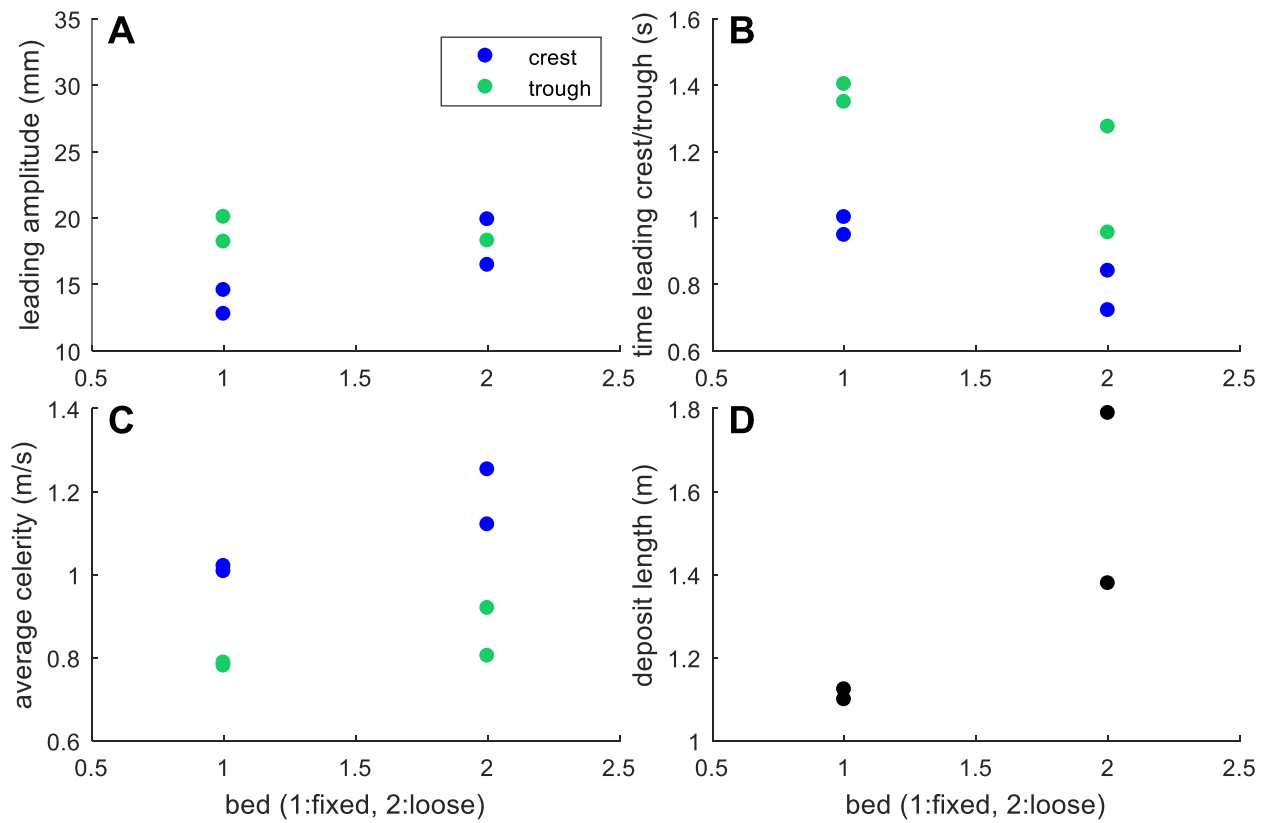 A
leading amplitude (mm)
35
30
25
20
15
10
0.5 1 1.5 2 2.5
crest
trough
B
time leading crest/trough (s)
1.6
1.4
1.2
1
0.8
0.6
0.5 1 1.5 2 2.5
C
average celerity (m/s)
1.4
1.2
1
0.8
0.6
0.5 1 1.5 2 2.5
bed (1:fixed, 2:loose)
D
deposit length (m)
1.8
1.6
1.4
1.2
1
0.5 1 1.5 2 2.5
bed (1:fixed, 2:loose)